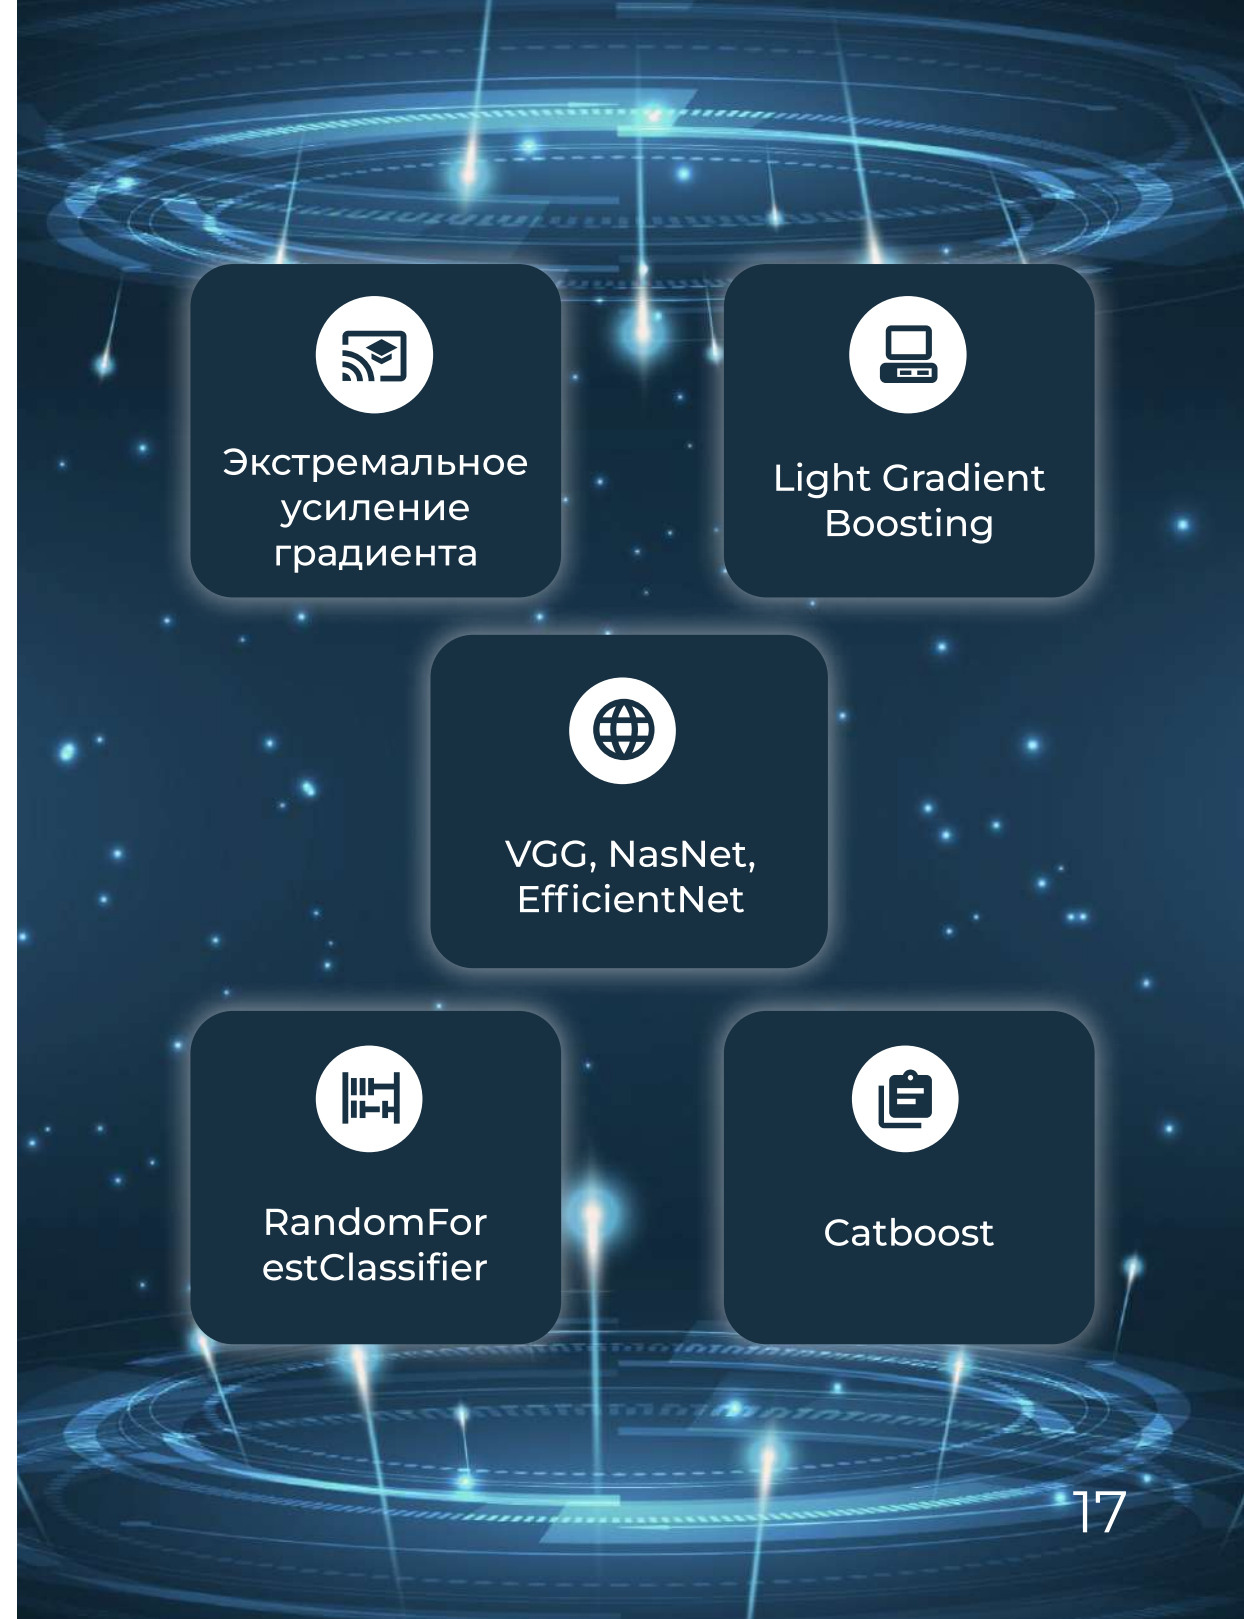 Экстремальное
усиление
градиента
Light Gradient
Boosting
VGG, NasNet,
EfficientNet
RandomFor
estClassifier
Catboost
17